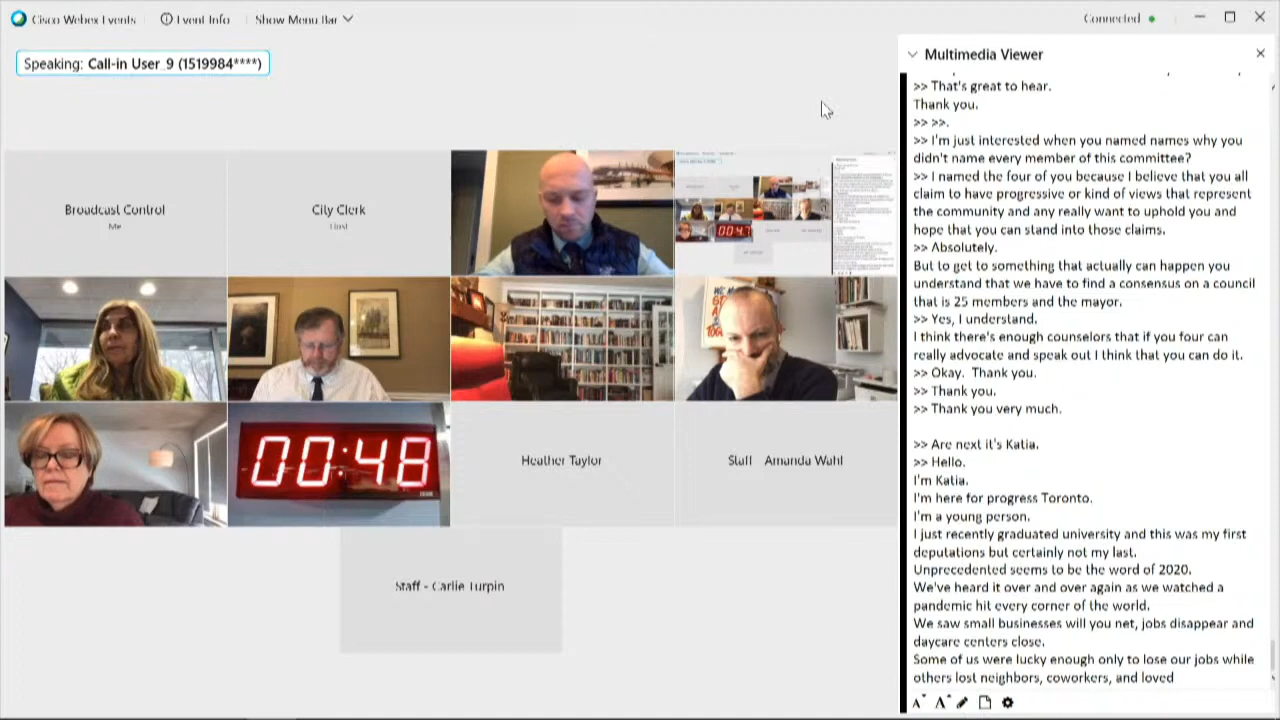 Cisco Webex Events
Event Info
Show Menu Bar
Connected
Speaking: Call-in User_9 (1519984****)
Multimedia Viewer
>> That's great to hear.
Thank you.
>> >>.
>> I'm just interested when you named names why you
didn't name every member of this committee?
>> I named the four of you because I believe that you all
claim to have progressive or kind of views that represent
the community and any really want to uphold you and
hope that you can stand into those claims.
>> Absolutely.
But to get to something that actually can happen you
understand that we have to find a consensus on a council
that is 25 members and the mayor.
>> Yes, I understand.
I think there's enough counselors that if you four can
really advocate and speak out I think that you can do it.
>> Okay.  Thank you.
>> Thank you.
>> Thank you very much.
>> Are next it's Katia.
>> Hello.
I'm Katia.
I'm here for progress Toronto.
I'm a young person.
I just recently graduated university and this was my first
deputations but certainly not my last.
Unprecedented seems to be the word of 2020.
We've heard it over and over again as we watched a
pandemic hit every corner of the world.
We saw small businesses will you net, jobs disappear and
daycare centers close.
Some of us were lucky enough only to lose our jobs while
others lost neighbors, coworkers, and loved
Broadcast
Me
City Clerk
Host
00:48
Heather Taylor
Staff Amanda Wahl
Staff - Carlie Turpin